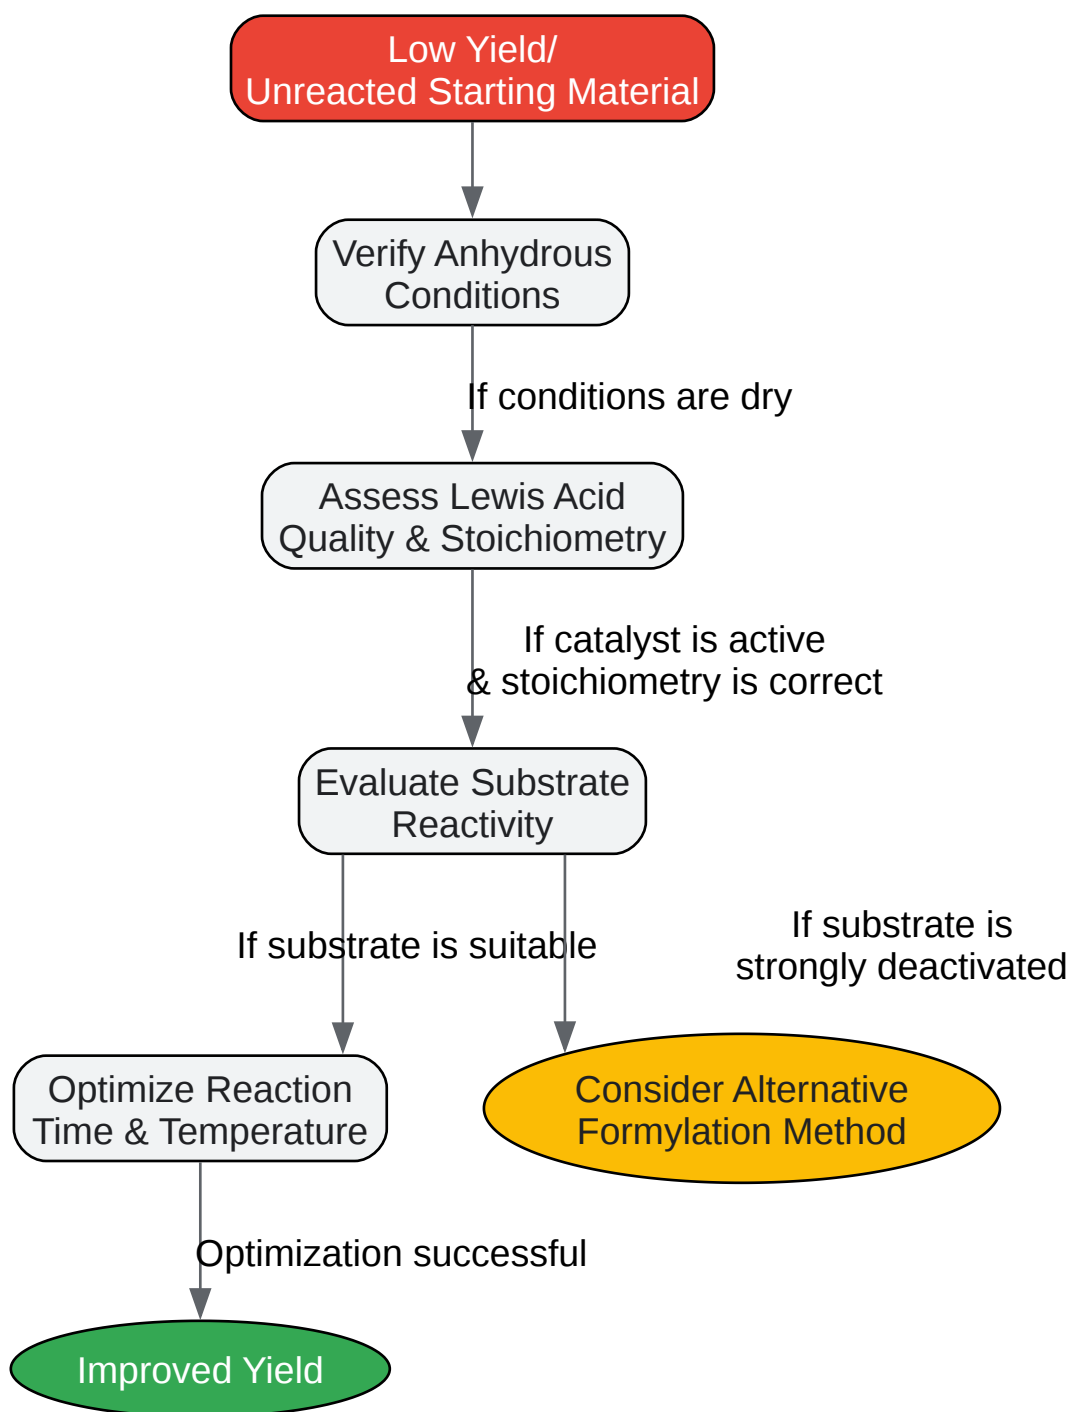 Low Yield/
Unreacted Starting Material
Verify Anhydrous
Conditions
If conditions are dry
Assess Lewis Acid
Quality & Stoichiometry
If catalyst is active
& stoichiometry is correct
Evaluate Substrate
Reactivity
If substrate is suitable
If substrate is
strongly deactivated
Optimize Reaction
Time & Temperature
Consider Alternative
Formylation Method
Optimization successful
Improved Yield